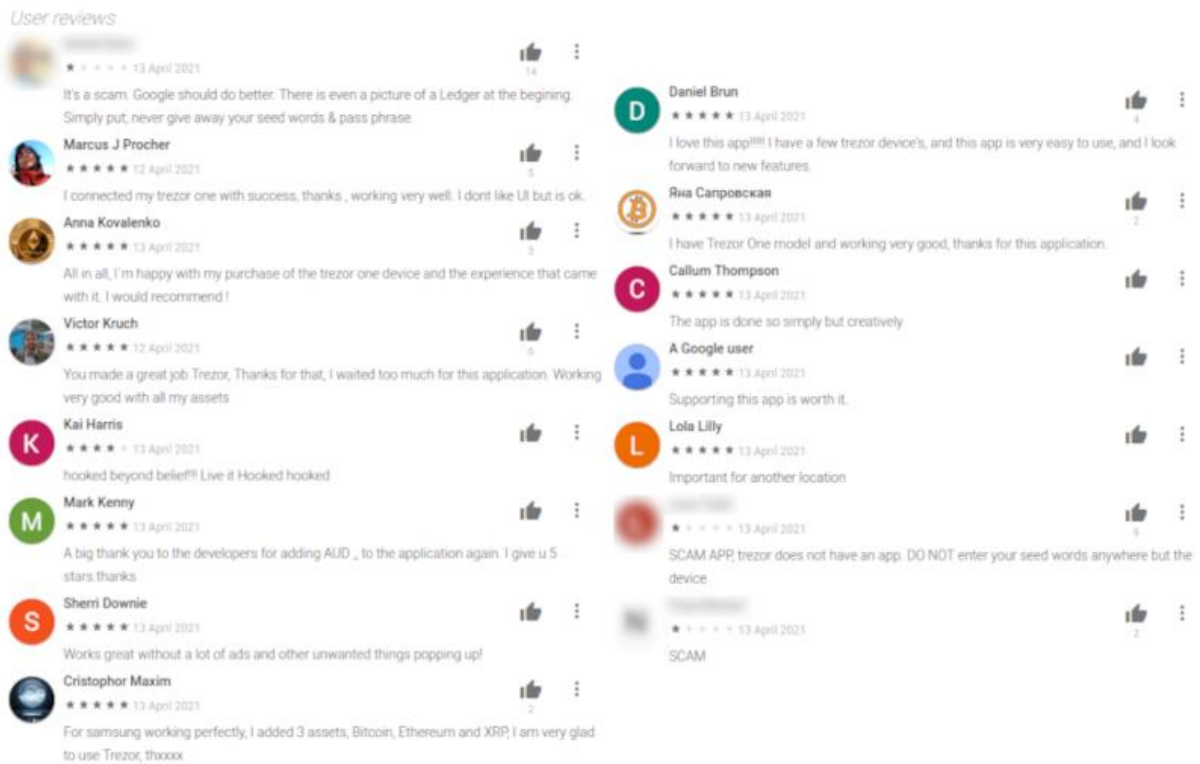 User reviews
13 April 2021
14
It's a scam. Google should do better. There is even a picture of a Ledger at the begining.
Simply put, never give away your seed words & pass phrase.
Marcus J Procher
12 April 2021
5
I connected my trezor one with success, thanks , working very well. I dont like UI but is ok.
Anna Kovalenko
13 April 2021
3
All in all, I`m happy with my purchase of the trezor one device and the experience that came
with it. I would recommend !
Victor Kruch
12 April 2021
6
You made a great job Trezor, Thanks for that, I waited too much for this application. Working
very good with all my assets
K
Kai Harris
13 April 2021
hooked beyond belief!!! Live it Hooked hooked
M
Mark Kenny
13 April 2021
A big thank you to the developers for adding AUD _ to the application again. I give u 5
stars.thanks
S
Sherri Downie
13 April 2021
Works great without a lot of ads and other unwanted things popping up!
Cristophor Maxim
13 April 2021
2
For samsung working perfectly, I added 3 assets, Bitcoin, Ethereum and XRP, I am very glad
to use Trezor, thxxxx
D
Daniel Brun
13 April 2021
4
I love this app!!!!! I have a few trezor device's, and this app is very easy to use, and I look
forward to new features.
Яна Сапровская
13 April 2021
2
I have Trezor One model and working very good, thanks for this application.
C
Callum Thompson
13 April 2021
The app is done so simply but creatively
A Google user
13 April 2021
Supporting this app is worth it.
L
Lola Lilly
13 April 2021
Important for another location
13 April 2021
9
SCAM APP, trezor does not have an app. DO NOT enter your seed words anywhere but the
device
13 April 2021
2
SCAM